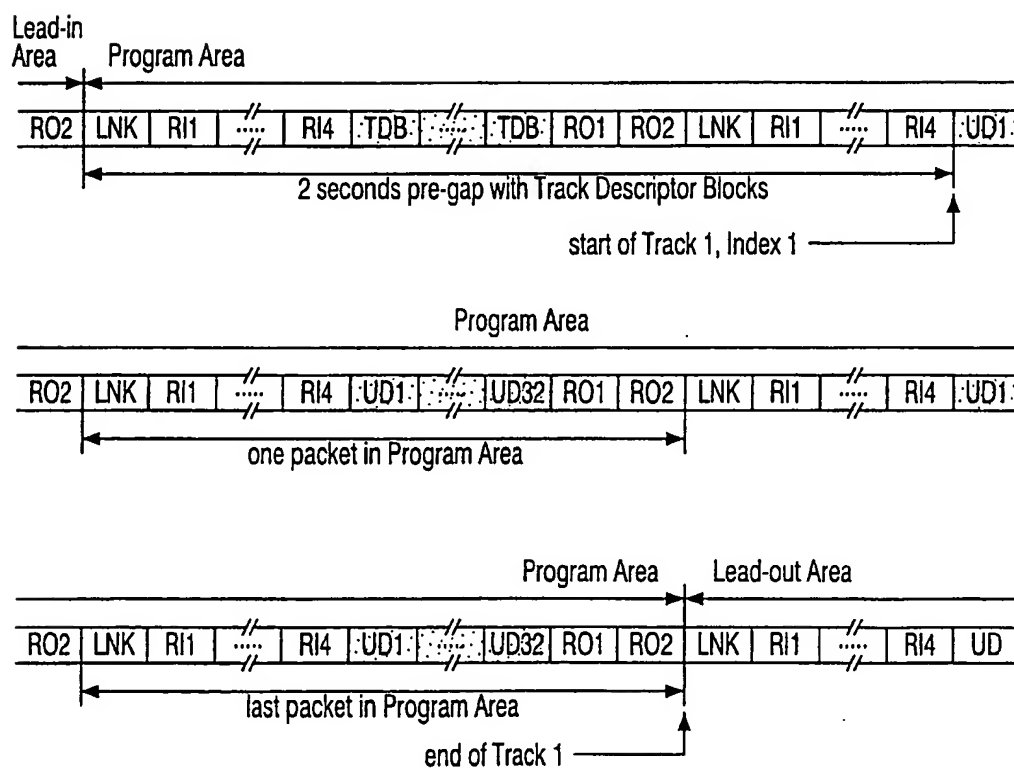 Lead-in
Area Program Area
RO2 LNK RI1 ..... RI4 TDB ..... TDB RO1 RO2 LNK RI1 ..... RI4 UD1
2 seconds pre-gap with Track Descriptor Blocks
start of Track 1, Index 1
Program Area
RO2 LNK RI1 ..... RI4 UD1 ..... UD32 RO1 RO2 LNK RI1 ..... RI4 UD1
one packet in Program Area
Program Area Lead-out Area
RO2 LNK RI1 ..... RI4 UD1 ..... UD32 RO1 RO2 LNK RI1 ..... RI4 UD
last packet in Program Area
end of Track 1